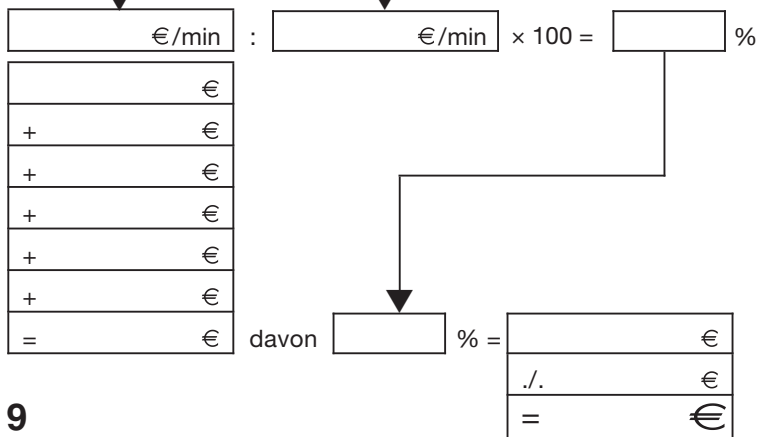 €/min : €/min × 100 = %
€
+ €
+ €
+ €
+ €
+ €
= € davon % = €
./. €
9 = €